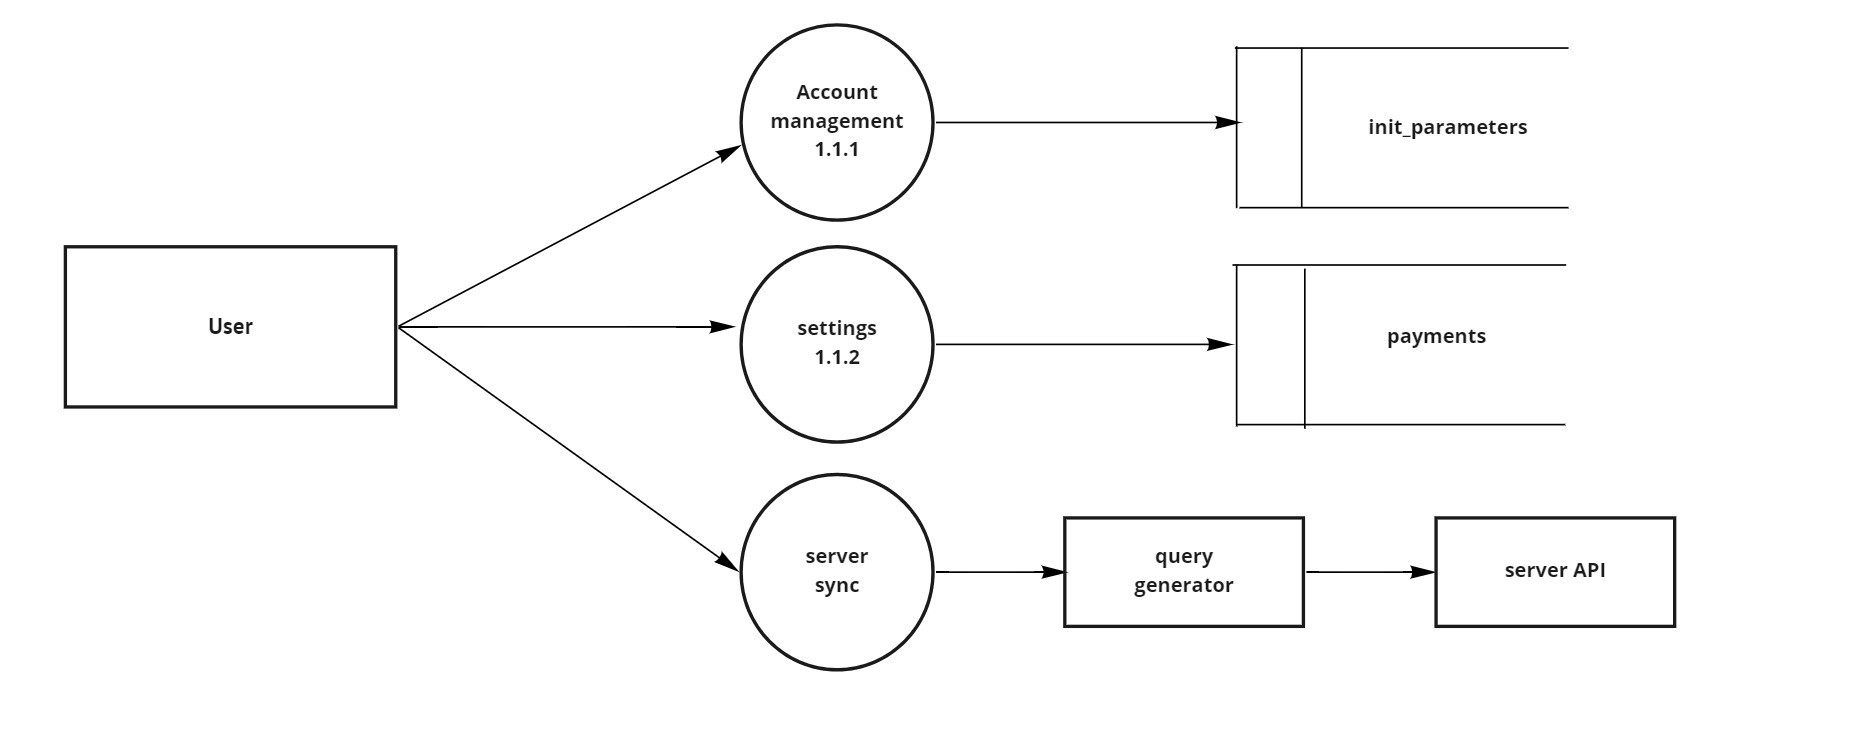 Account
management
1.1.1
init_parameters
User
settings
1.1.2
payments
server
sync
query
generator
server API